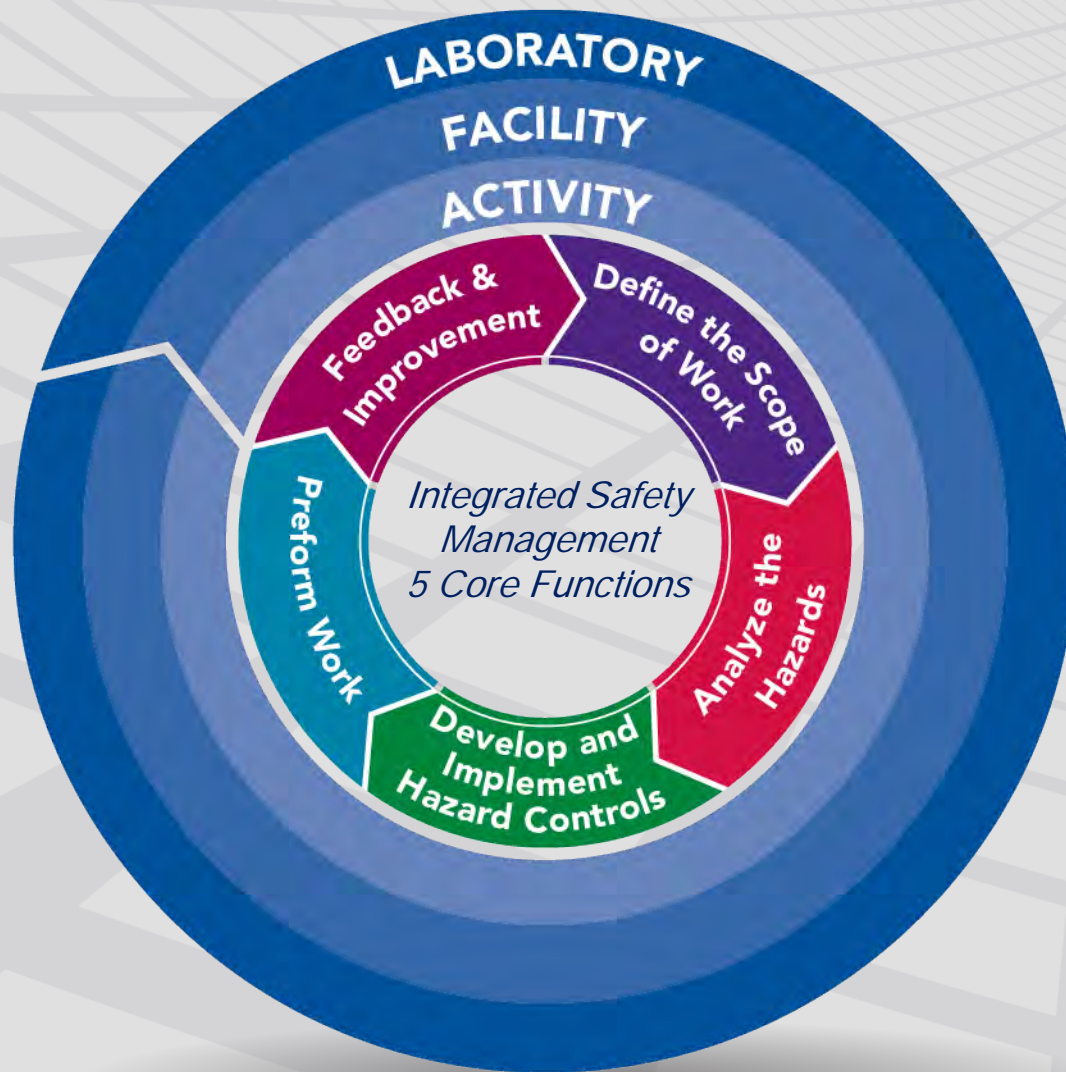 LABORATORY
FACILITY
ACTIVITY
Feedback &
Improvement
Define the Scope
of Work
Analyze the
Hazards
Develop and
Implement
Hazard Controls
Preform Work
Integrated Safety
Management
5 Core Functions